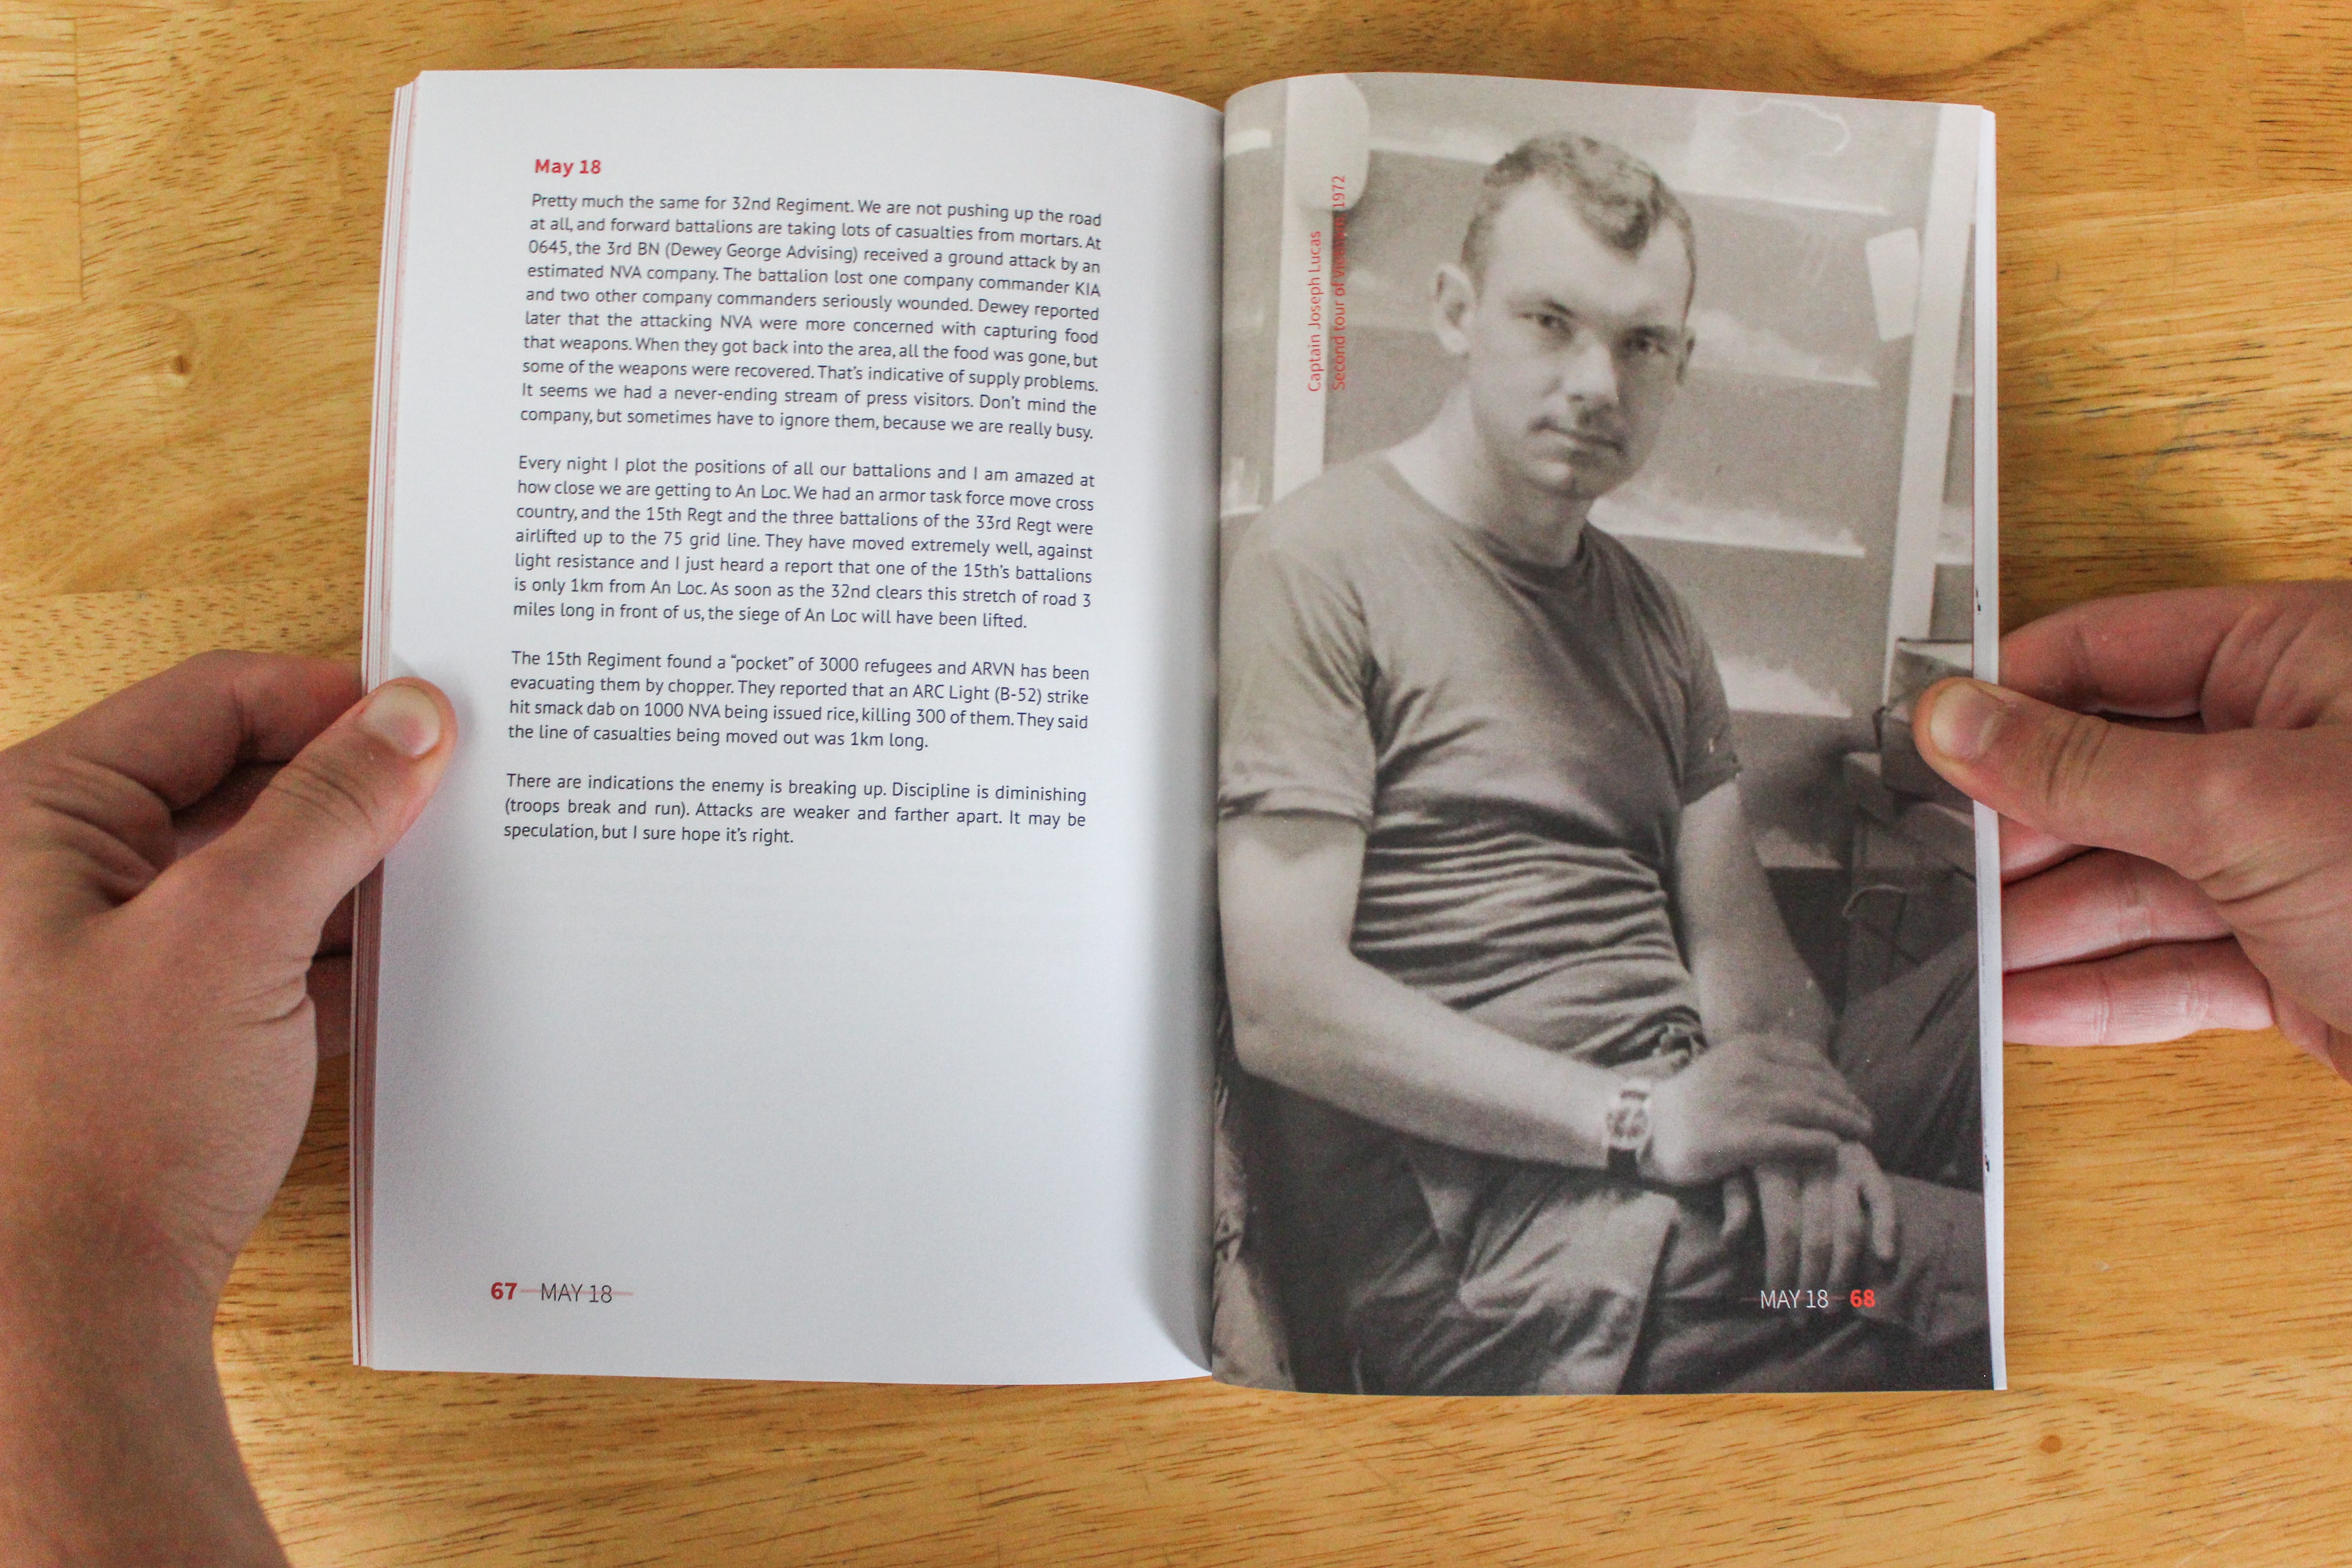 May 18
Pretty much the same for 32nd Regiment. We are not pushing up the road
at all, and forward battalions are taking lots of casualties from mortars. At
0645, the 3rd BN (Dewey George Advising) received a ground attack by an
estimated NVA company. The battalion lost one company commander KIA
and two other company commanders seriously wounded. Dewey reported
later that the attacking NVA were more concerned with capturing food
that weapons. When they got back into the area, all the food was gone, but
some of the weapons were recovered. That's indicative of supply problems.
It seems we had a never-ending stream of press visitors. Don't mind the
company, but sometimes have to ignore them, because we are really busy.
Every night I plot the positions of all our battalions and I am amazed at
how close we are getting to An Loc. We had an armor task force move cross
country, and the 15th Regt and the three battalions of the 33rd Regt were
airlifted up to the 75 grid line. They have moved extremely well, against
light resistance and I just heard a report that one of the 15th's battalions
is only 1km from An Loc. As soon as the 32nd clears this stretch of road 3
miles long in front of us, the siege of An Loc will have been lifted.
The 15th Regiment found a “pocket” of 3000 refugees and ARVN has been
evacuating them by chopper. They reported that an ARC Light (B-52) strike
hit smack dab on 1000 NVA being issued rice, killing 300 of them. They said
the line of casualties being moved out was 1km long.
There are indications the enemy is breaking up. Discipline is diminishing
(troops break and run). Attacks are weaker and farther apart. It may be
speculation, but I sure hope it's right.
67 MAY 18
Captain Joseph Lucas
Second tour of 1972
MAY 18 68